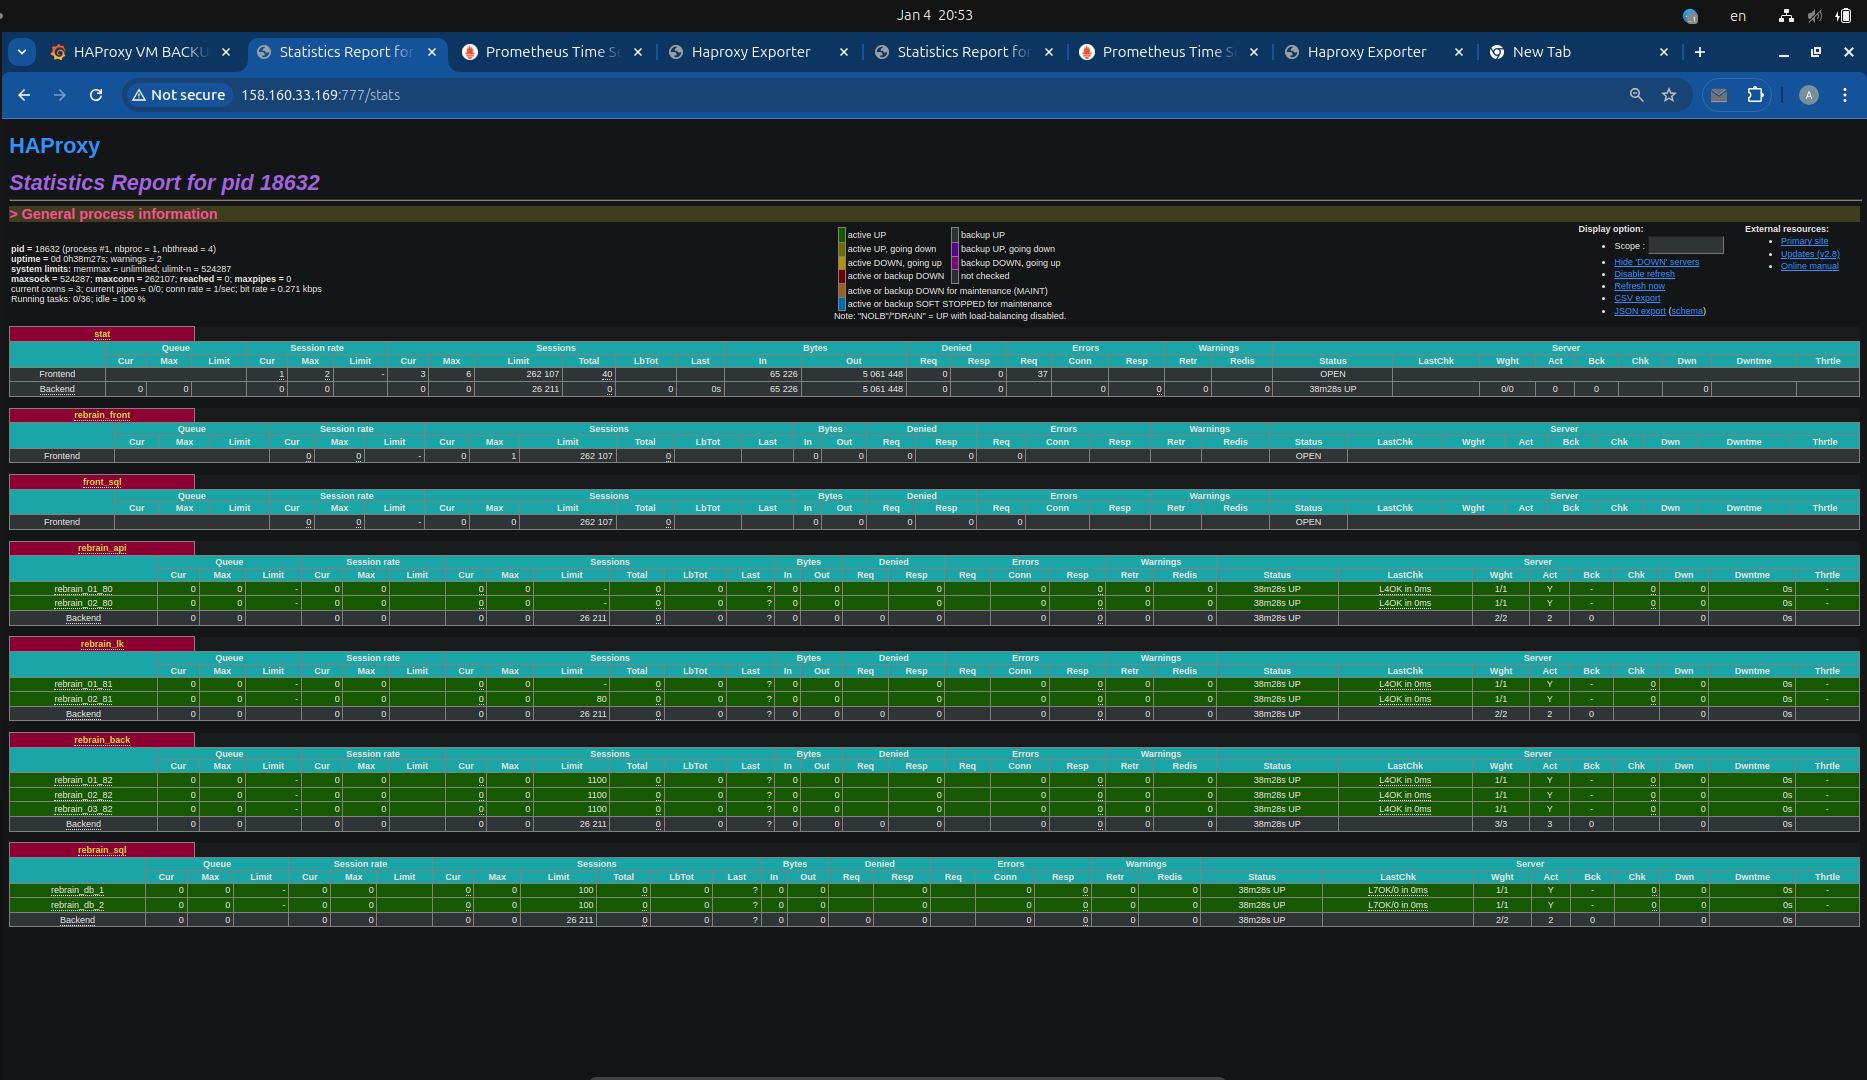 Jan 4 20:53
en
HAProxy VM BACKU
Statistics Report for
Prometheus Time Se
Haproxy Exporter
Statistics Report for
Prometheus Time Se
Haproxy Exporter
New Tab
Not secure 158.160.33.169:777/stats
A
HAProxy
Statistics Report for pid 18632
> General process information
pid = 18632 (process #1, nbproc = 1, nbthread = 4)
uptime = 0d 0h38m27s; warnings = 2
system limits: memmax = unlimited; ulimit-n = 524287
maxsock = 524287; maxconn = 262107; reached = 0; maxpipes = 0
current conns = 3; current pipes = 0/0; conn rate = 1/sec; bit rate = 0.271 kbps
Running tasks: 0/36; idle = 100 %
active UP backup UP
active UP, going down backup UP, going down
active DOWN, going up backup DOWN, going up
active or backup DOWN not checked
active or backup DOWN for maintenance (MAINT)
active or backup SOFT STOPPED for maintenance
Note: "NOLB"/"DRAIN" = UP with load-balancing disabled.
Display option:
Scope :
Hide 'DOWN' servers
Disable refresh
Refresh now
CSV export
JSON export (schema)
External resources:
Primary site
Updates (v2.8)
Online manual
stat
Queue Session rate Sessions Bytes Denied Errors Warnings Server
Cur Max Limit Cur Max Limit Cur Max Limit Total LbTot Last In Out Req Resp Req Conn Resp Retr Redis Status LastChk Wght Act Bck Chk Dwn Dwntme Thrtle
Frontend 1 2 - 3 6 262 107 40 65 226 5 061 448 0 0 37 OPEN
Backend 0 0 0 0 0 0 26 211 0 0 0s 65 226 5 061 448 0 0 0 0 0 0 38m28s UP 0/0 0 0 0
rebrain_front
Queue Session rate Sessions Bytes Denied Errors Warnings Server
Cur Max Limit Cur Max Limit Cur Max Limit Total LbTot Last In Out Req Resp Req Conn Resp Retr Redis Status LastChk Wght Act Bck Chk Dwn Dwntme Thrtle
Frontend 0 0 - 0 1 262 107 0 0 0 0 0 0 OPEN
front_sql
Queue Session rate Sessions Bytes Denied Errors Warnings Server
Cur Max Limit Cur Max Limit Cur Max Limit Total LbTot Last In Out Req Resp Req Conn Resp Retr Redis Status LastChk Wght Act Bck Chk Dwn Dwntme Thrtle
Frontend 0 0 - 0 0 262 107 0 0 0 0 0 0 OPEN
rebrain_api
Queue Session rate Sessions Bytes Denied Errors Warnings Server
Cur Max Limit Cur Max Limit Cur Max Limit Total LbTot Last In Out Req Resp Req Conn Resp Retr Redis Status LastChk Wght Act Bck Chk Dwn Dwntme Thrtle
rebrain_01_80 0 0 - 0 0 0 0 - 0 0 ? 0 0 0 0 0 0 0 38m28s UP L4OK in 0ms 1/1 Y - 0 0 0s -
rebrain_02_80 0 0 - 0 0 0 0 - 0 0 ? 0 0 0 0 0 0 0 38m28s UP L4OK in 0ms 1/1 Y - 0 0 0s -
Backend 0 0 0 0 0 0 26 211 0 0 ? 0 0 0 0 0 0 0 0 38m28s UP 2/2 2 0 0 0s
rebrain_lk
Queue Session rate Sessions Bytes Denied Errors Warnings Server
Cur Max Limit Cur Max Limit Cur Max Limit Total LbTot Last In Out Req Resp Req Conn Resp Retr Redis Status LastChk Wght Act Bck Chk Dwn Dwntme Thrtle
rebrain_01_81 0 0 - 0 0 0 0 - 0 0 ? 0 0 0 0 0 0 0 38m28s UP L4OK in 0ms 1/1 Y - 0 0 0s -
rebrain_02_81 0 0 - 0 0 0 0 80 0 0 ? 0 0 0 0 0 0 0 38m28s UP L4OK in 0ms 1/1 Y - 0 0 0s -
Backend 0 0 0 0 0 0 26 211 0 0 ? 0 0 0 0 0 0 0 0 38m28s UP 2/2 2 0 0 0s
rebrain_back
Queue Session rate Sessions Bytes Denied Errors Warnings Server
Cur Max Limit Cur Max Limit Cur Max Limit Total LbTot Last In Out Req Resp Req Conn Resp Retr Redis Status LastChk Wght Act Bck Chk Dwn Dwntme Thrtle
rebrain_01_82 0 0 - 0 0 0 0 1100 0 0 ? 0 0 0 0 0 0 0 38m28s UP L4OK in 0ms 1/1 Y - 0 0 0s -
rebrain_02_82 0 0 - 0 0 0 0 1100 0 0 ? 0 0 0 0 0 0 0 38m28s UP L4OK in 0ms 1/1 Y - 0 0 0s -
rebrain_03_82 0 0 - 0 0 0 0 1100 0 0 ? 0 0 0 0 0 0 0 38m28s UP L4OK in 0ms 1/1 Y - 0 0 0s -
Backend 0 0 0 0 0 0 26 211 0 0 ? 0 0 0 0 0 0 0 0 38m28s UP 3/3 3 0 0 0s
rebrain_sql
Queue Session rate Sessions Bytes Denied Errors Warnings Server
Cur Max Limit Cur Max Limit Cur Max Limit Total LbTot Last In Out Req Resp Req Conn Resp Retr Redis Status LastChk Wght Act Bck Chk Dwn Dwntme Thrtle
rebrain_db_1 0 0 - 0 0 0 0 100 0 0 ? 0 0 0 0 0 0 0 38m28s UP L7OK/0 in 0ms 1/1 Y - 0 0 0s -
rebrain_db_2 0 0 - 0 0 0 0 100 0 0 ? 0 0 0 0 0 0 0 38m28s UP L7OK/0 in 0ms 1/1 Y - 0 0 0s -
Backend 0 0 0 0 0 0 26 211 0 0 ? 0 0 0 0 0 0 0 0 38m28s UP 2/2 2 0 0 0s